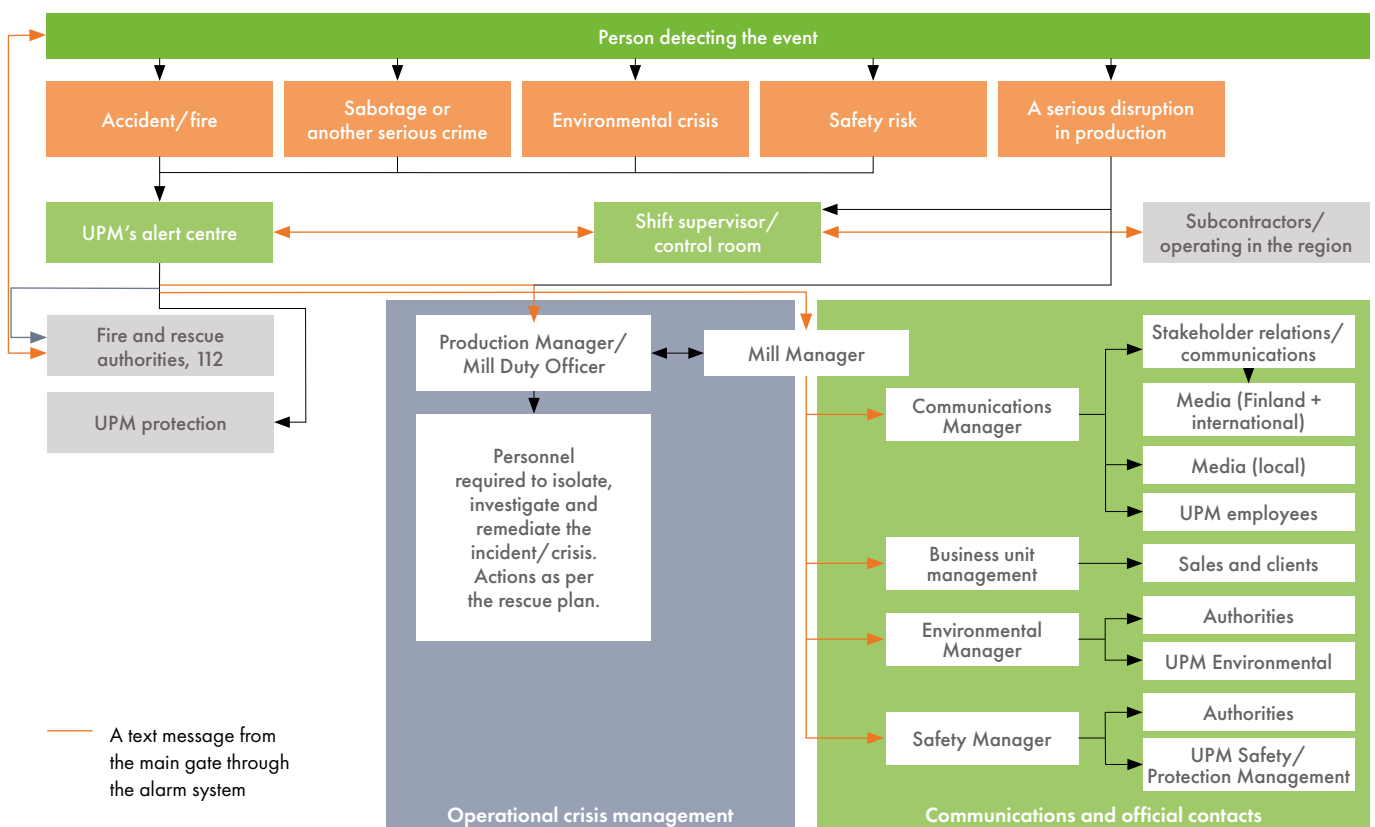 Person detecting the event
Accident/fire
Sabotage or
another serious crime
Environmental crisis
Safety risk
A serious disruption
in production
UPM's alert centre
Shift supervisor/
control room
Subcontractors/
operating in the region
Fire and rescue
authorities, 112
UPM protection
Production Manager/
Mill Duty Officer
Mill Manager
Personnel
required to isolate,
investigate and
remediate the
incident/crisis.
Actions as per
the rescue plan.
Operational crisis management
Communications
Manager
Stakeholder relations/
communications
Media (Finland +
international)
Media (local)
UPM employees
Business unit
management
Sales and clients
Environmental
Manager
Authorities
UPM Environmental
Safety Manager
Authorities
UPM Safety/
Protection Management
Communications and official contacts
A text message from
the main gate through
the alarm system